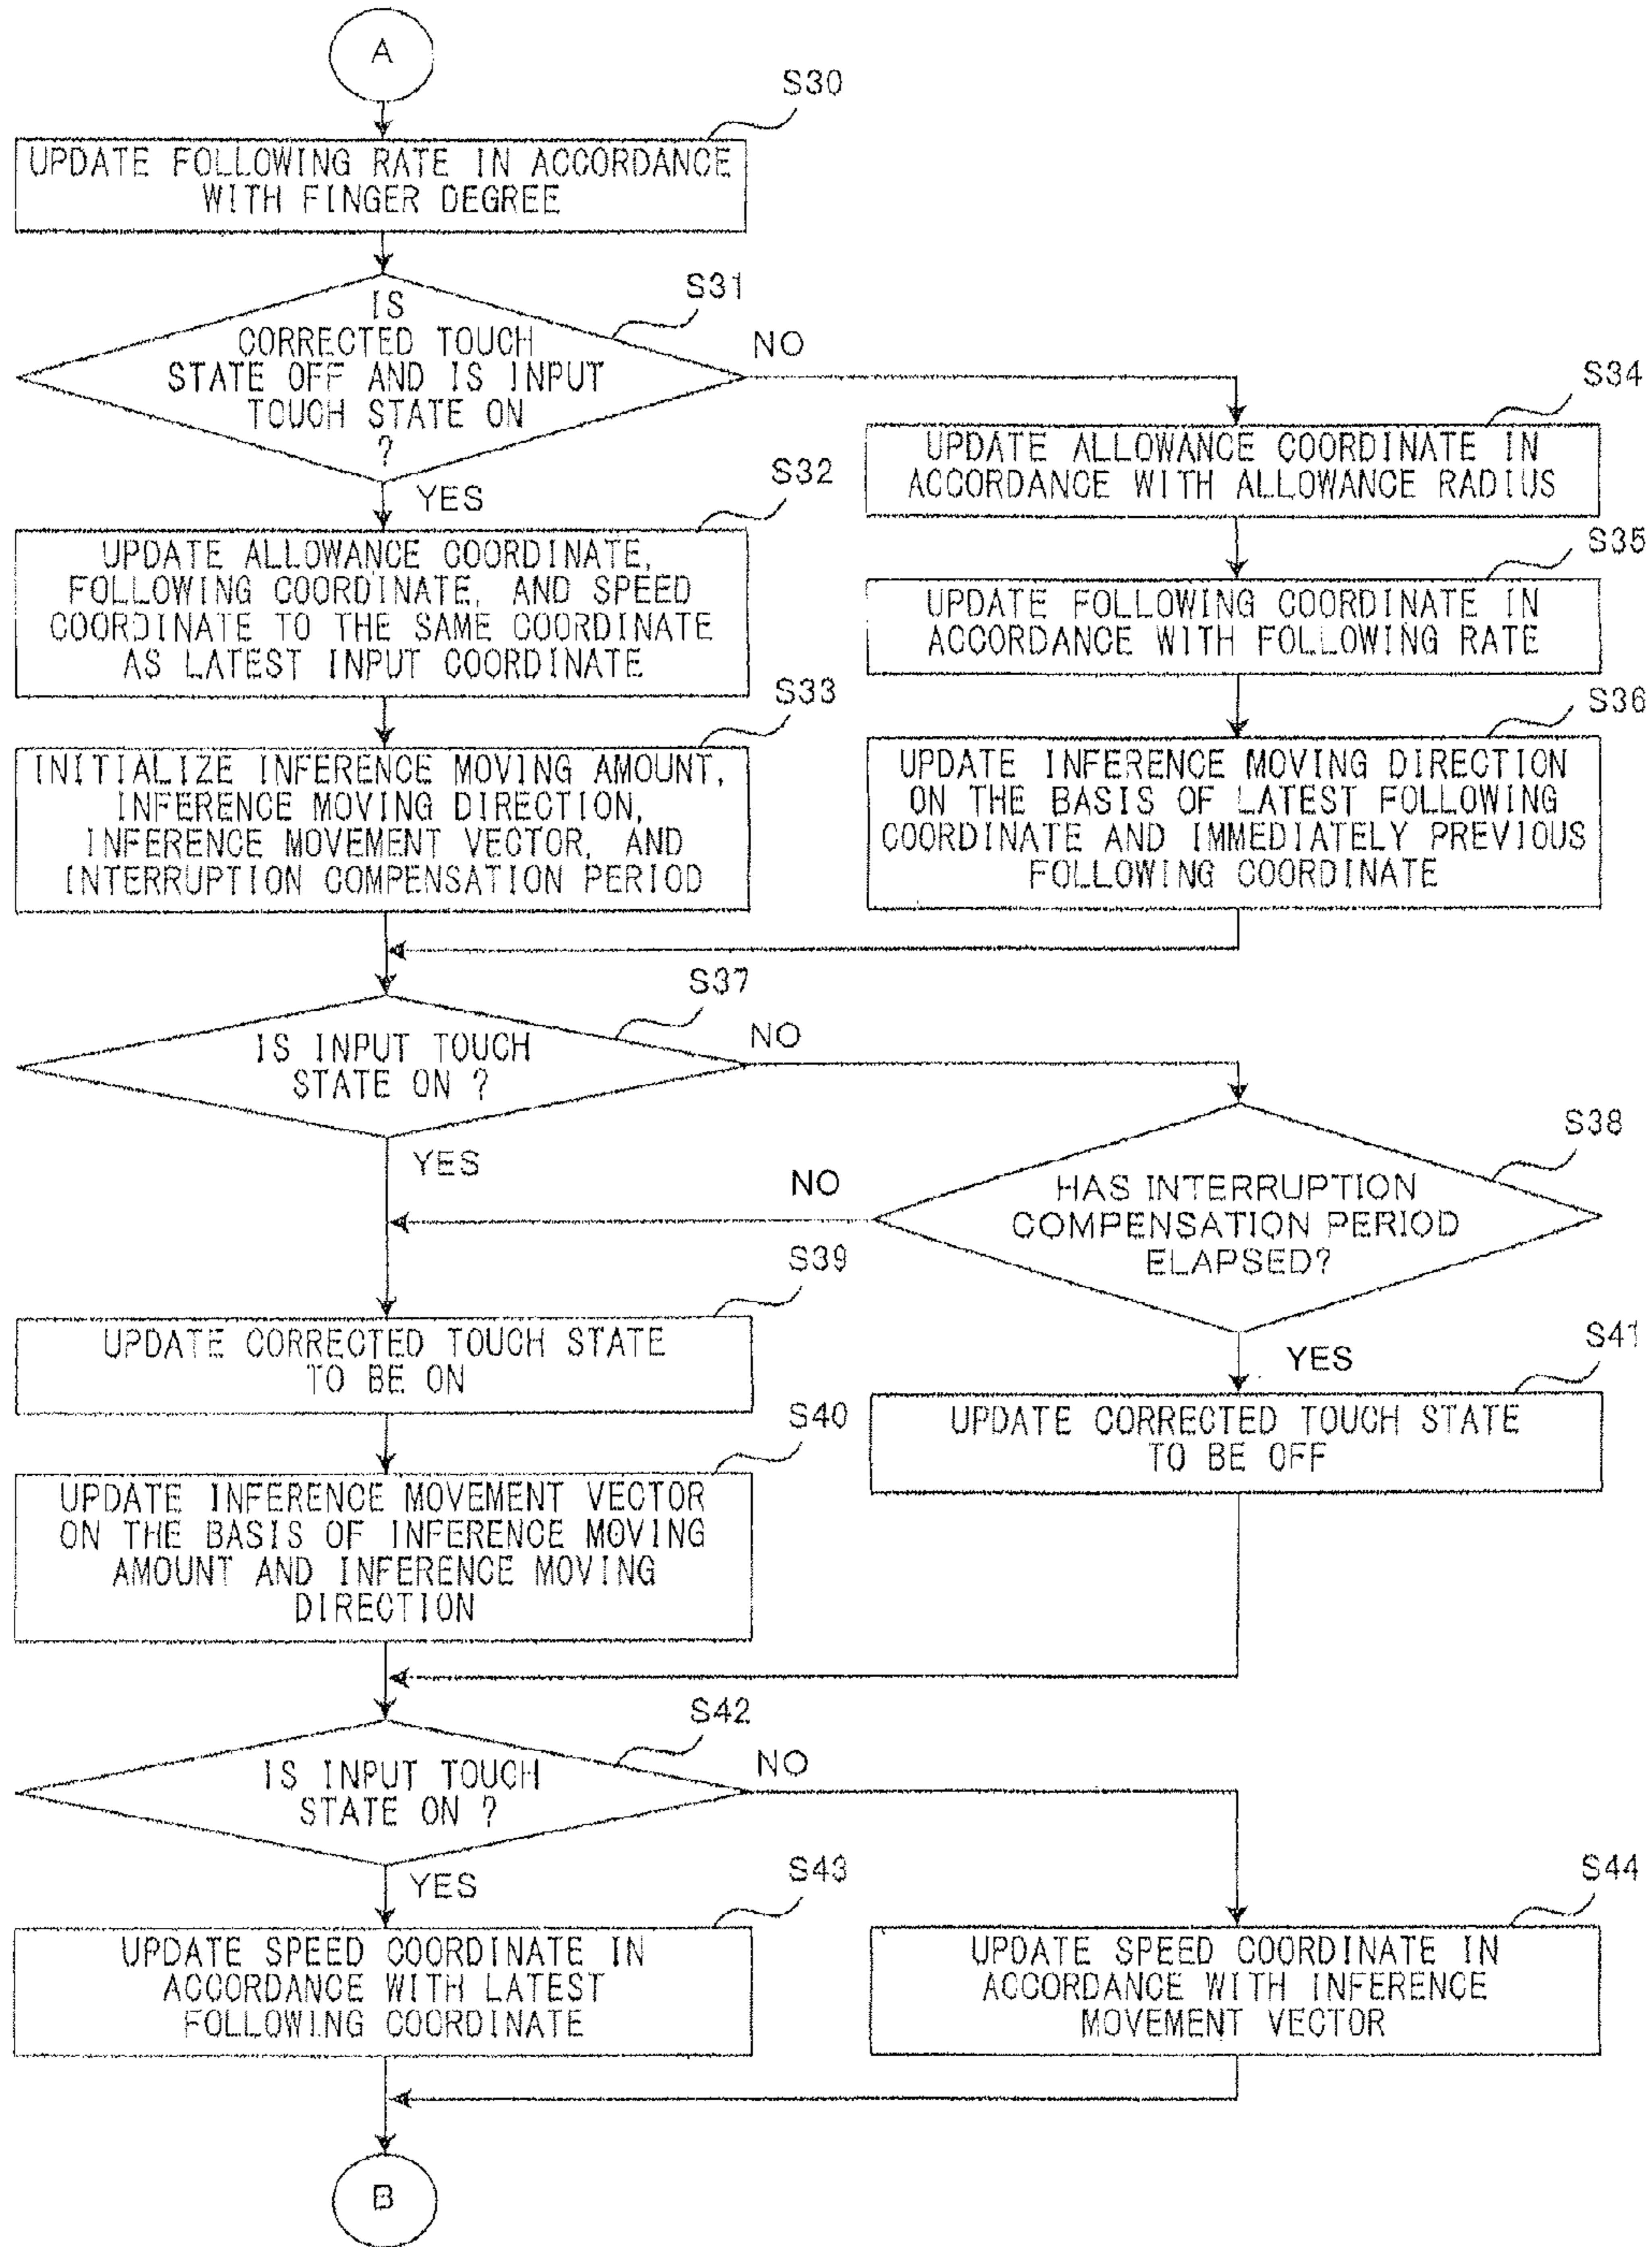 A
S30
UPDATE FOLLOWING RATE IN ACCORDANCE
WITH FINGER DEGREE
S31
IS
CORRECTED TOUCH
STATE OFF AND IS INPUT
TOUCH STATE ON
?
NO
YES
S32
UPDATE ALLOWANCE COORDINATE,
FOLLOWING COORDINATE, AND SPEED
COORDINATE TO THE SAME COORDINATE
AS LATEST INPUT COORDINATE
S33
INITIALIZE INFERENCE MOVING AMOUNT,
INFERENCE MOVING DIRECTION,
INFERENCE MOVEMENT VECTOR, AND
INTERRUPTION COMPENSATION PERIOD
S34
UPDATE ALLOWANCE COORDINATE IN
ACCORDANCE WITH ALLOWANCE RADIUS
S35
UPDATE FOLLOWING COORDINATE IN
ACCORDANCE WITH FOLLOWING RATE
S36
UPDATE INFERENCE MOVING DIRECTION
ON THE BASIS OF LATEST FOLLOWING
COORDINATE AND IMMEDIATELY PREVIOUS
FOLLOWING COORDINATE
S37
IS INPUT TOUCH
STATE ON ?
NO
YES
S38
HAS INTERRUPTION
COMPENSATION PERIOD
ELAPSED?
NO
YES
S39
UPDATE CORRECTED TOUCH STATE
TO BE ON
S40
UPDATE INFERENCE MOVEMENT VECTOR
ON THE BASIS OF INFERENCE MOVING
AMOUNT AND INFERENCE MOVING
DIRECTION
S41
UPDATE CORRECTED TOUCH STATE
TO BE OFF
S42
IS INPUT TOUCH
STATE ON ?
NO
YES
S43
UPDATE SPEED COORDINATE IN
ACCORDANCE WITH LATEST
FOLLOWING COORDINATE
S44
UPDATE SPEED COORDINATE IN
ACCORDANCE WITH INFERENCE
MOVEMENT VECTOR
B